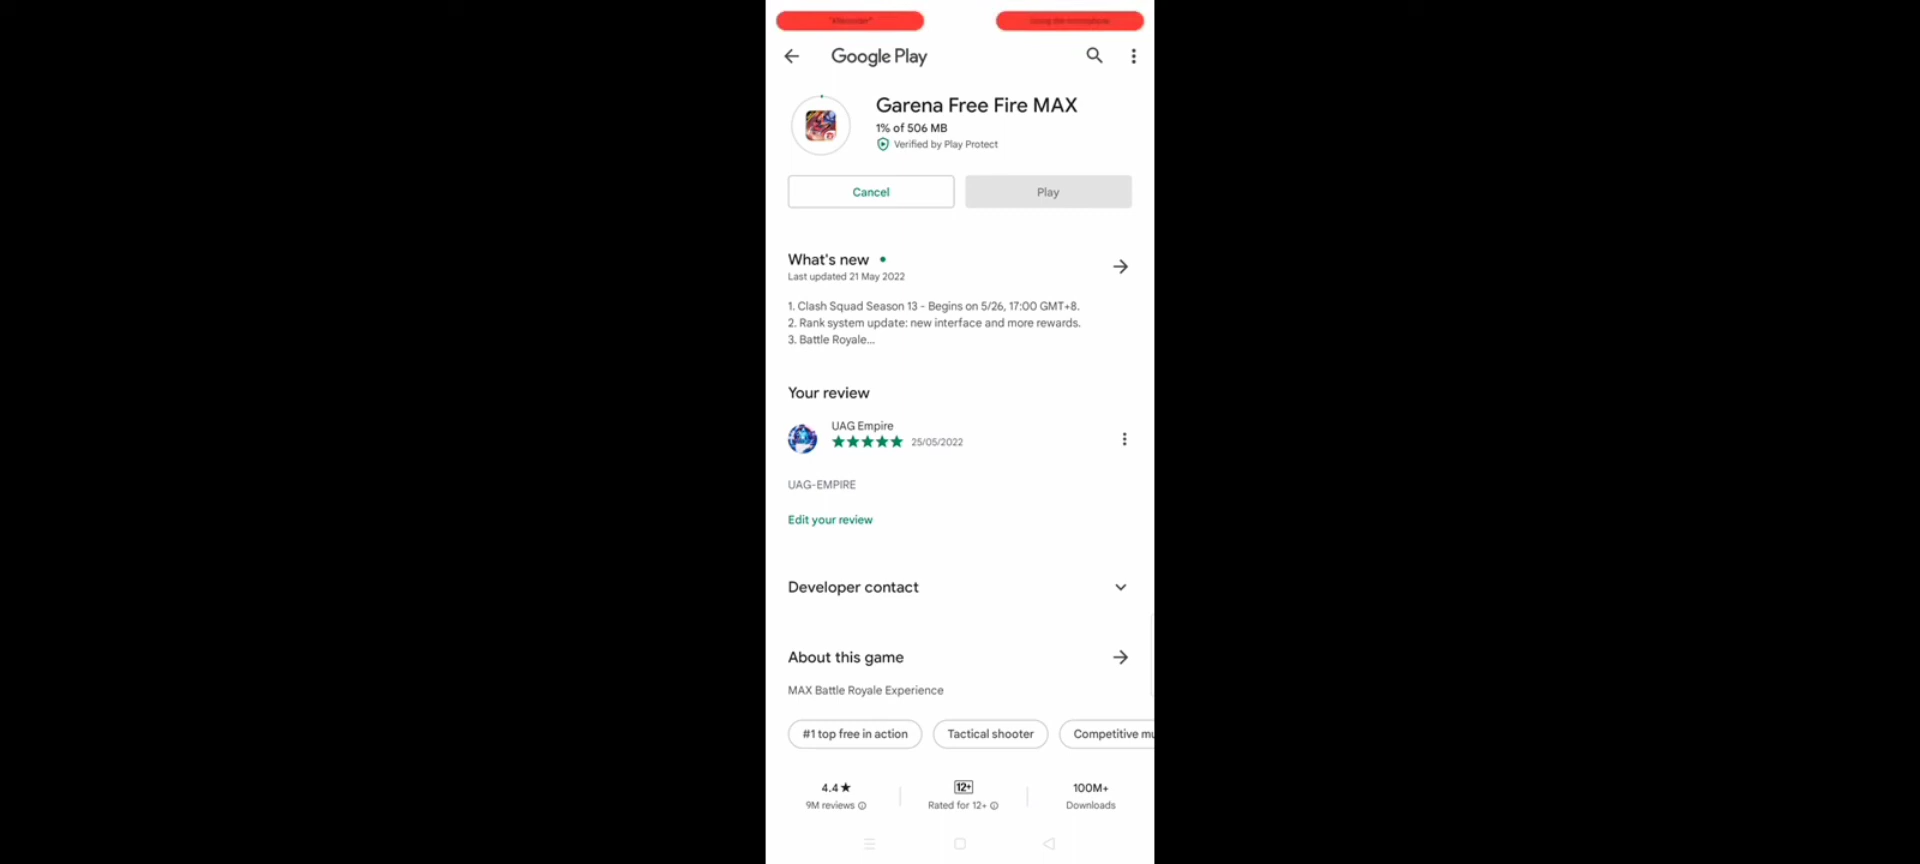 Google Play
Garena Free Fire MAX
1% of 506 MB
Verified by Play Protect
Cancel
Play
What's new
Last updated 21 May 2022
1. Clash Squad Season 13 - Begins on 5/26, 17:00 GMT+8.
2. Rank system update: new interface and more rewards.
3. Battle Royale...
Your review
UAG Empire
25/05/2022
UAG-EMPIRE
Edit your review
Developer contact
About this game
MAX Battle Royale Experience
#1 top free in action
Tactical shooter
Competitive mu
4.4★
12+
100M+
9M reviews
Rated for 12+
Downloads